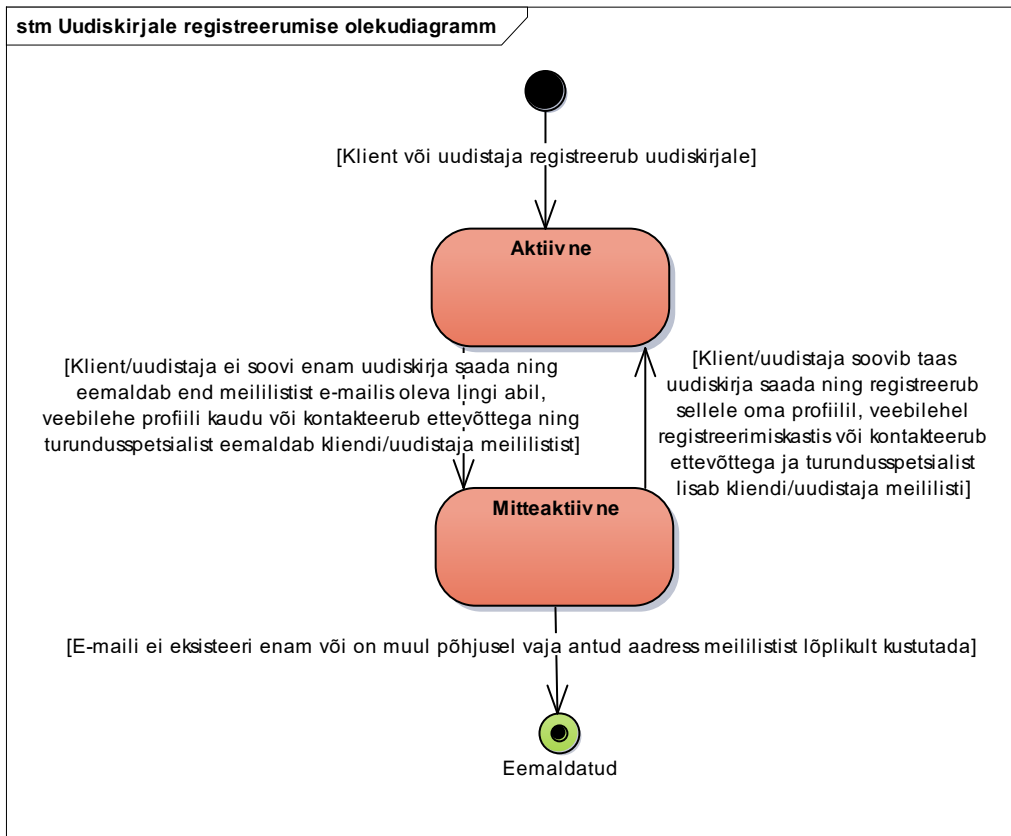 stm Uudiskirjale registreerumise olekudiagramm
[Klient või uudistaja registreerub uudiskirjale]
Aktiivne
[Klient/uudistaja ei soovi enam uudiskirja saada ning
eemaldab end meililistist e-mailis oleva lingi abil,
veebilehe profiili kaudu või kontakteerub ettevõttega ning
turundusspetsialist eemaldab kliendi/uudistaja meililistist]
[Klient/uudistaja soovib taas
uudiskirja saada ning registreerub
sellele oma profiilil, veebilehel
registreerimiskastis või kontakteerub
ettevõttega ja turundusspetsialist
lisab kliendi/uudistaja meililisti]
Mitteaktiivne
[E-maili ei eksisteeri enam või on muul põhjusel vaja antud aadress meililistist lõplikult kustutada]
Eemaldatud